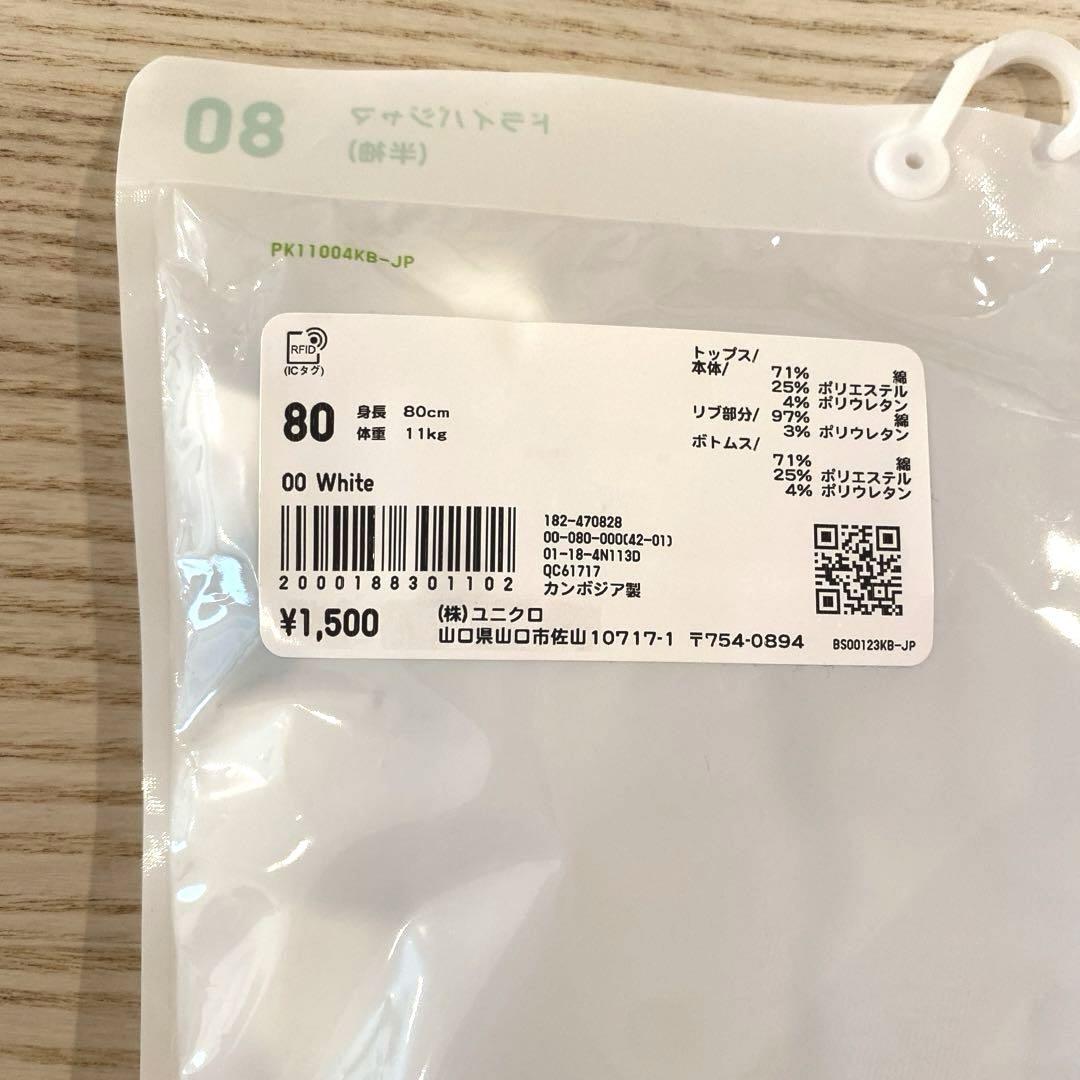 80
ドライパジャマ
(半袖)
PK11004KB-JP
RFID
(ICタグ)
80 身長 80cm
体重 11kg
00 White
2000188301102
¥1,500
トップス/
本体/ 71% 綿
25% ポリエステル
4% ポリウレタン
リブ部分/ 97% 綿
3% ポリウレタン
ボトムス/
71% 綿
25% ポリエステル
4% ポリウレタン
182-470828
00-080-000(42-01)
01-18-4N113D
QC61717
カンボジア製
(株)ユニクロ
山口県山口市佐山10717-1 〒754-0894
BS00123KB-JP